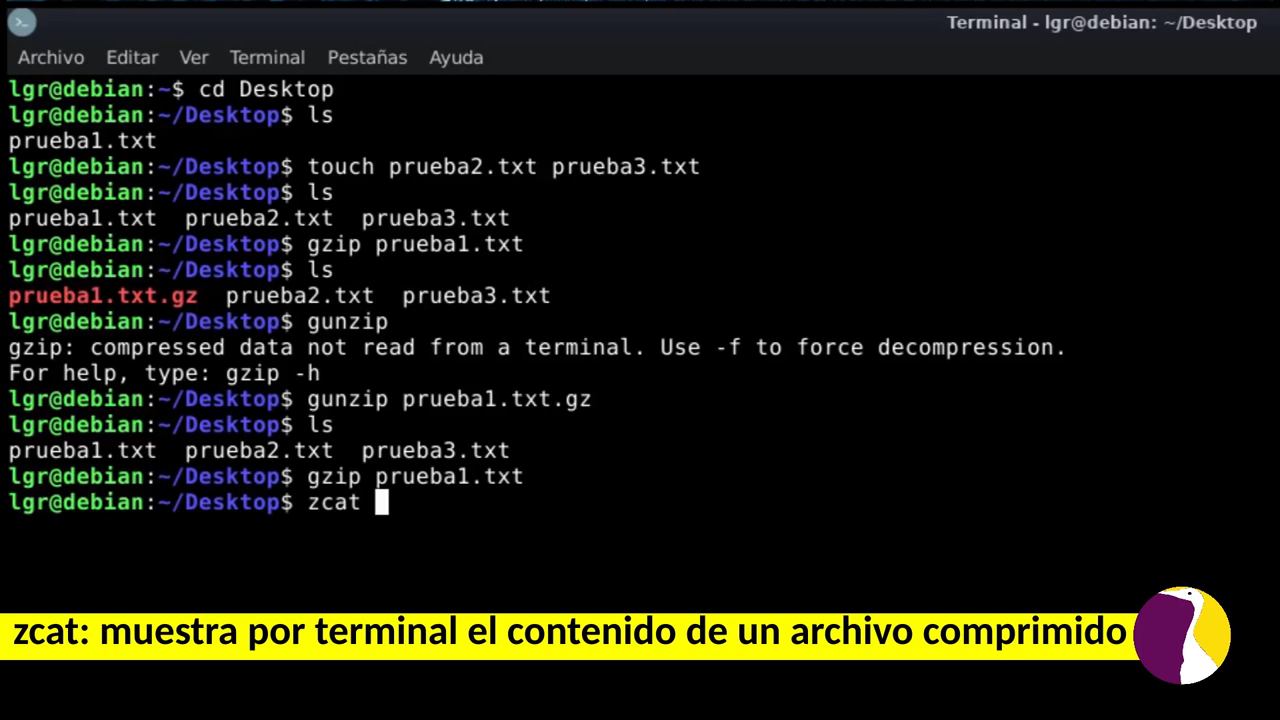 Terminal - lgr@debian: ~/Desktop
Archivo Editar Ver Terminal Pestañas Ayuda
lgr@debian:~$ cd Desktop
lgr@debian:~/Desktop$ ls
prueba1.txt
lgr@debian:~/Desktop$ touch prueba2.txt prueba3.txt
lgr@debian:~/Desktop$ ls
prueba1.txt  prueba2.txt  prueba3.txt
lgr@debian:~/Desktop$ gzip prueba1.txt
lgr@debian:~/Desktop$ ls
prueba1.txt.gz  prueba2.txt  prueba3.txt
lgr@debian:~/Desktop$ gunzip
gzip: compressed data not read from a terminal. Use -f to force decompression.
For help, type: gzip -h
lgr@debian:~/Desktop$ gunzip prueba1.txt.gz
lgr@debian:~/Desktop$ ls
prueba1.txt  prueba2.txt  prueba3.txt
lgr@debian:~/Desktop$ gzip prueba1.txt
lgr@debian:~/Desktop$ zcat
zcat: muestra por terminal el contenido de un archivo comprimido